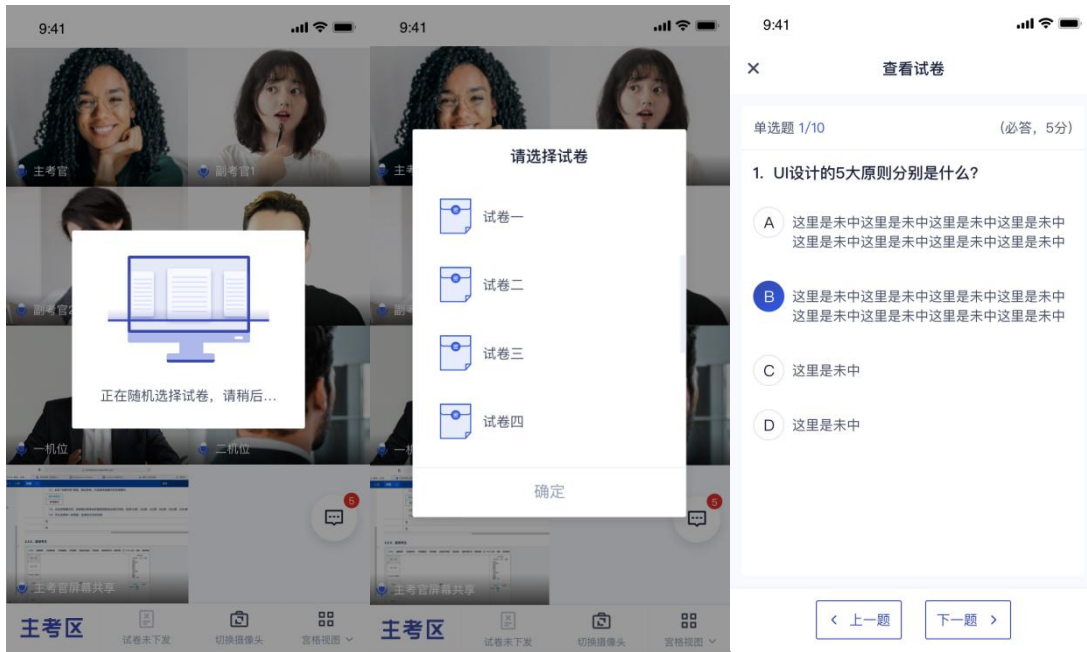 9:41
主考官
副考官1
副考官2
正在随机选择试卷，请稍后...
一机位
二机位
主考官屏幕共享
5
主考区
试卷未下发
切换摄像头
宫格视图
9:41
请选择试卷
试卷一
试卷二
试卷三
试卷四
确定
主考官屏幕共享
5
主考区
试卷未下发
切换摄像头
宫格视图
9:41
查看试卷
单选题 1/10
(必答，5分)
1. UI设计的5大原则分别是什么?
A 这里是未中这里是未中这里是未中这里是未中
这里是未中这里是未中这里是未中这里是未中
B 这里是未中这里是未中这里是未中这里是未中
这里是未中这里是未中这里是未中这里是未中
C 这里是未中
D 这里是未中
上一题
下一题